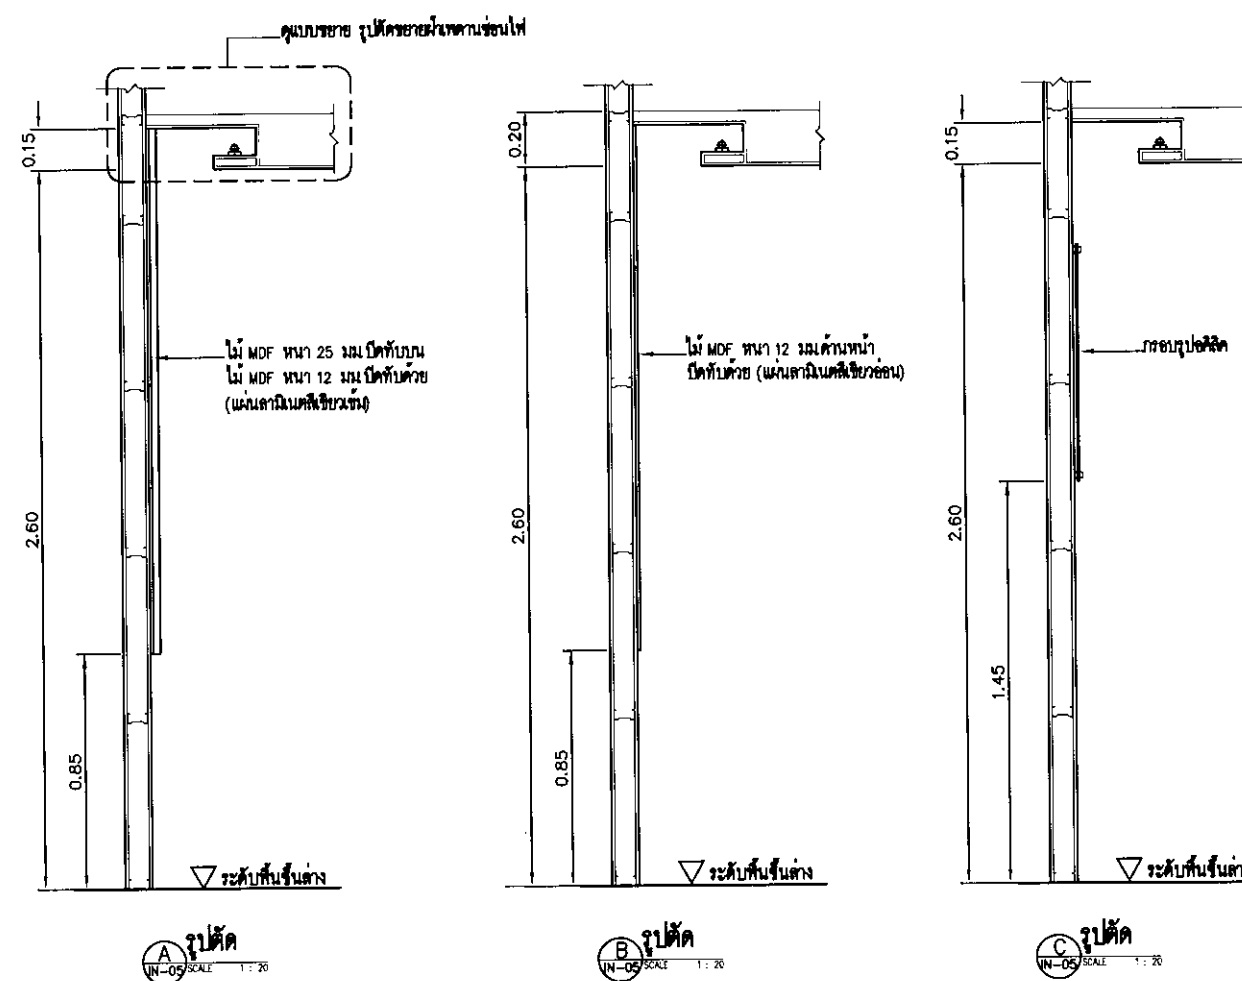 ดูแบบขยาย รูปตัดขยายฝ้าเพดานซ่อนไฟ
0.15
2.60
0.85
ไม้ MDF หนา 25 มม.ปิดทับบน
ไม้ MDF หนา 12 มม.ปิดทับด้วย
(แผ่นลามิเนตสีเขียวเข้ม)
ระดับพื้นชั้นล่าง
A
IN-05
รูปตัด
SCALE 1 : 20
0.20
2.60
0.85
ไม้ MDF หนา 12 มม.ด้านหน้า
ปิดทับด้วย (แผ่นลามิเนตสีเขียวอ่อน)
ระดับพื้นชั้นล่าง
B
IN-05
รูปตัด
SCALE 1 : 20
0.15
2.60
1.45
กรอบรูปอคิลิค
ระดับพื้นชั้นล่า
C
IN-05
รูปตัด
SCALE 1 : 20